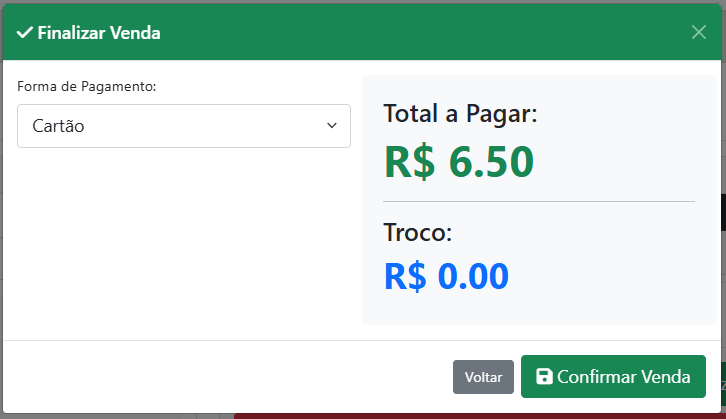 Finalizar Venda
Forma de Pagamento:
Cartão
Total a Pagar:
R$ 6.50
Troco:
R$ 0.00
Voltar
Confirmar Venda